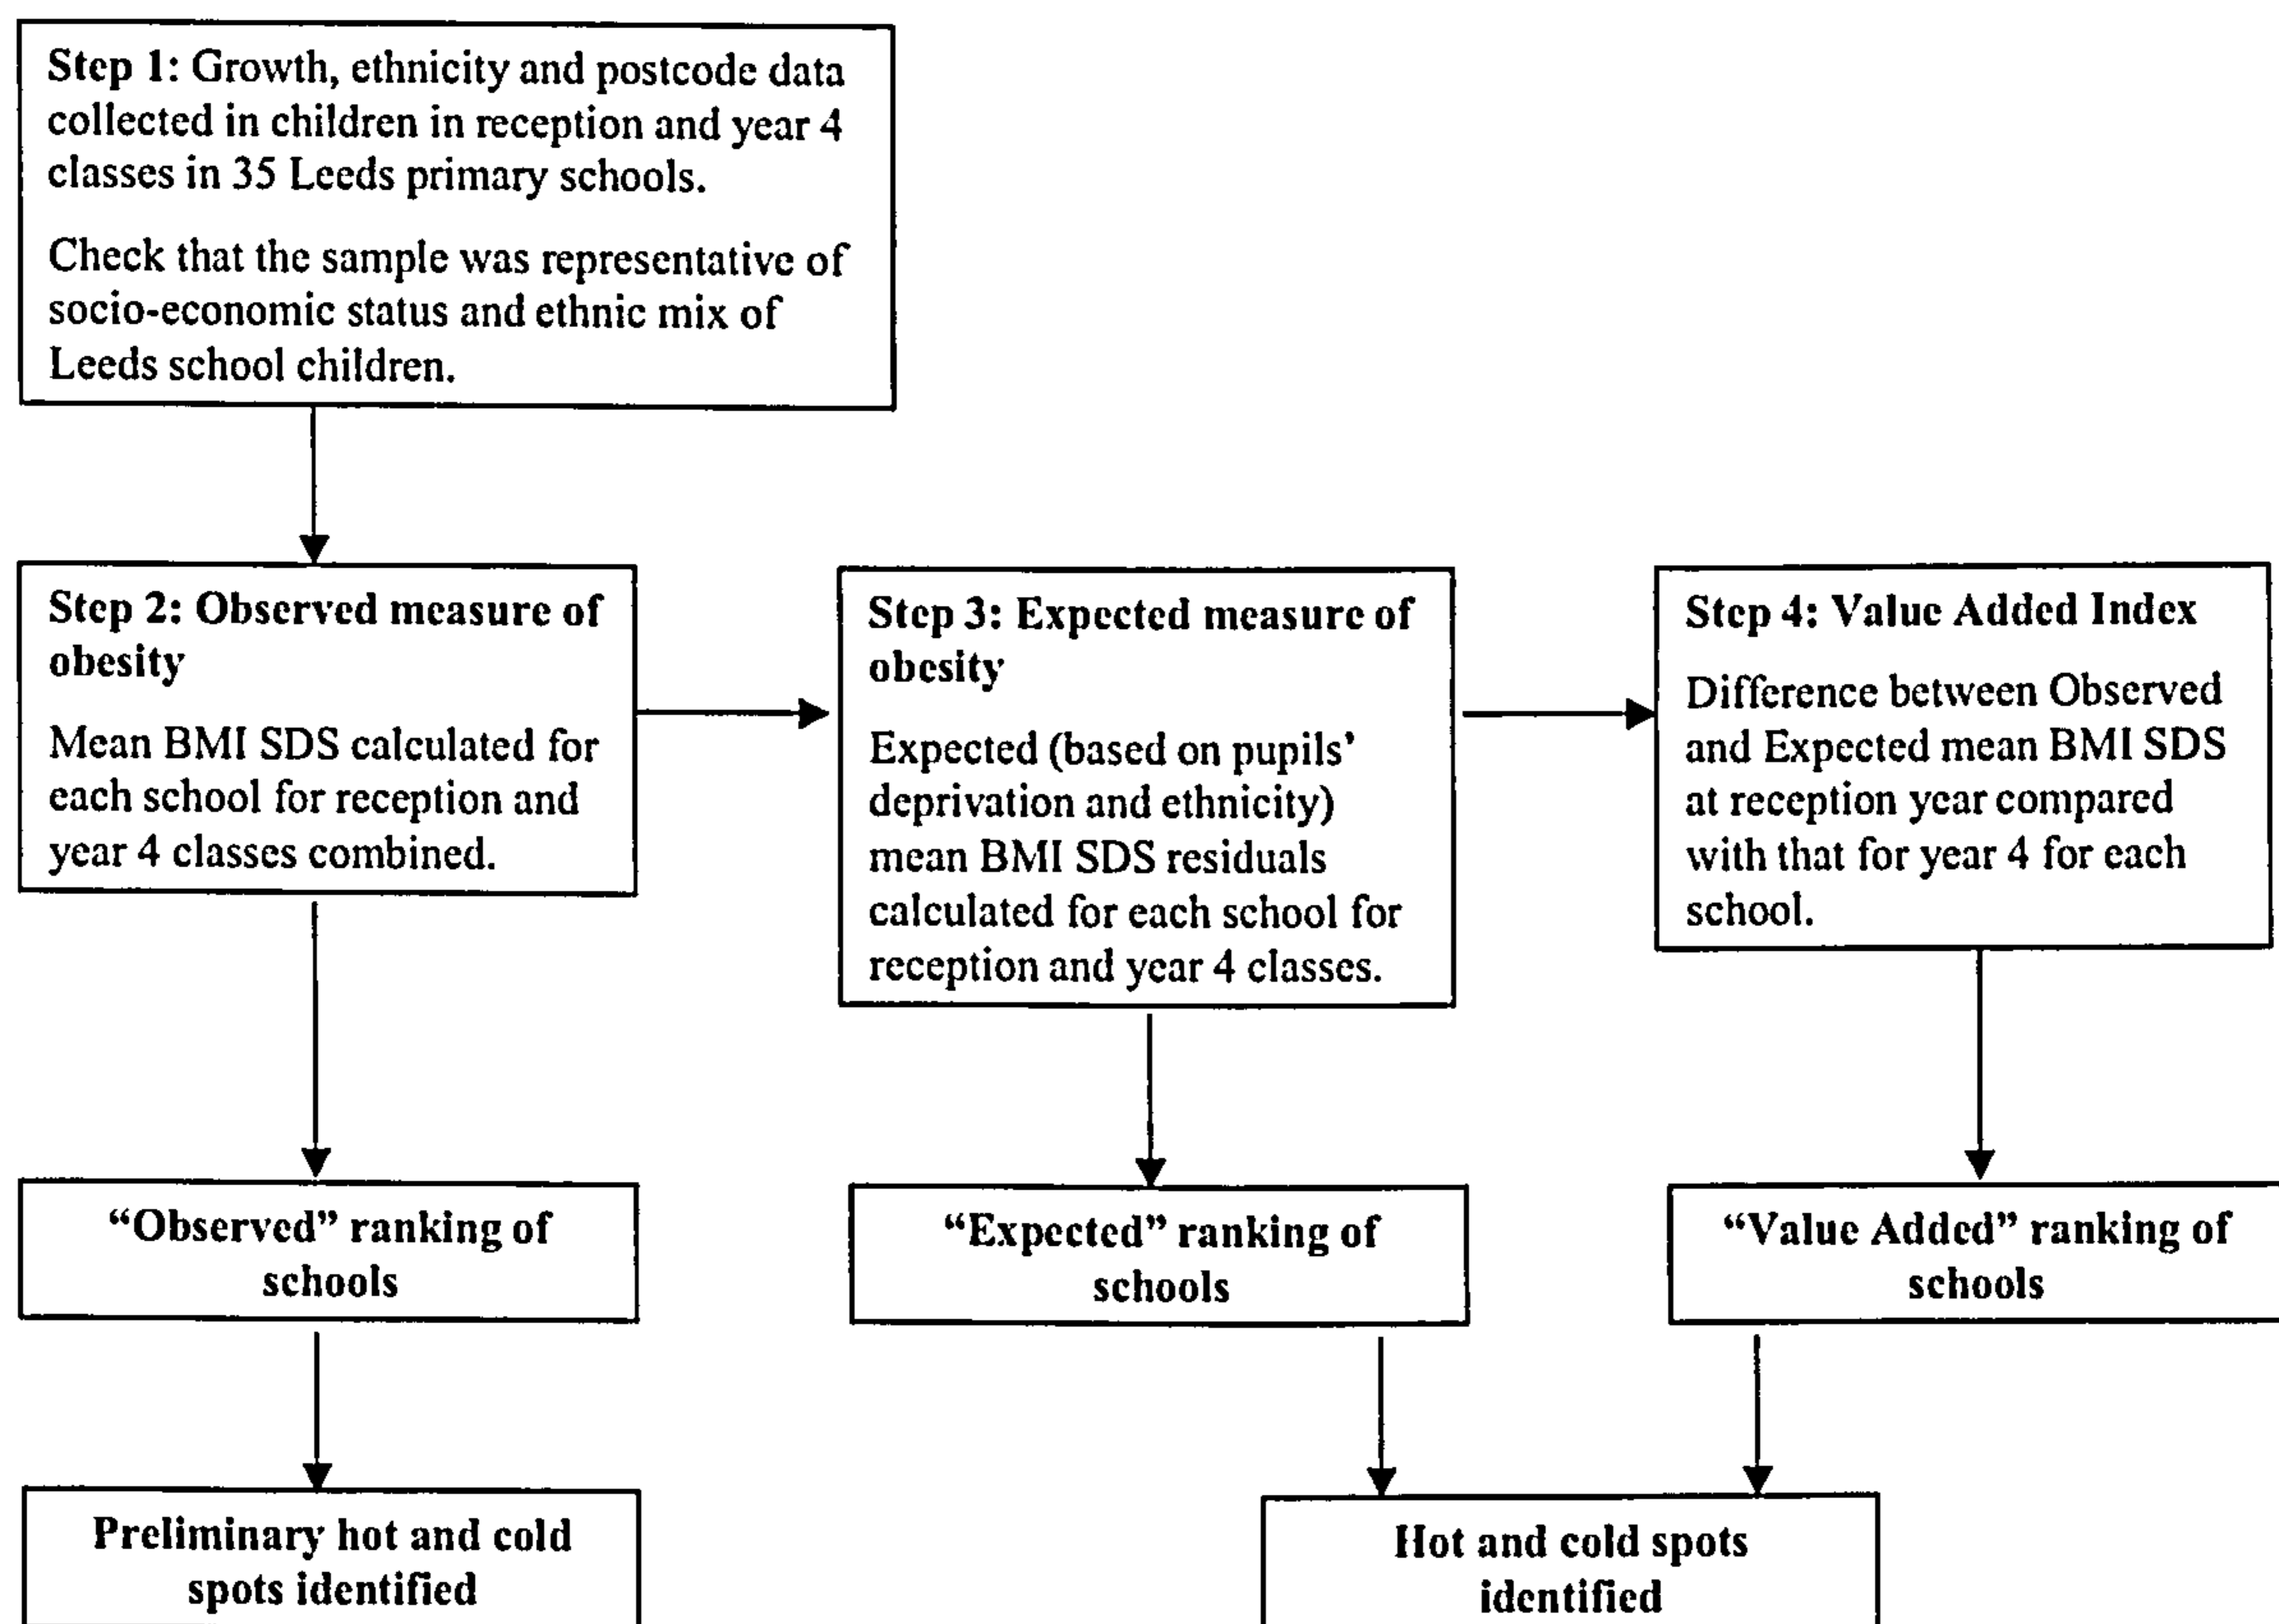 Step 1: Growth, ethnicity and postcode data
collected in children in reception and year 4
classes in 35 Leeds primary schools.
Check that the sample was representative of
socio-economic status and ethnic mix of
Leeds school children.
Step 2: Observed measure of
obesity
Mean BMI SDS calculated for
each school for reception and
year 4 classes combined.
Step 3: Expected measure of
obesity
Expected (based on pupils’
deprivation and ethnicity)
mean BMI SDS residuals
calculated for each school for
reception and year 4 classes.
Step 4: Value Added Index
Difference between Observed
and Expected mean BMI SDS
at reception year compared
with that for year 4 for each
school.
“Observed” ranking of
schools
“Expected” ranking of
schools
“Value Added” ranking of
schools
Preliminary hot and cold
spots identified
Hot and cold spots
identified